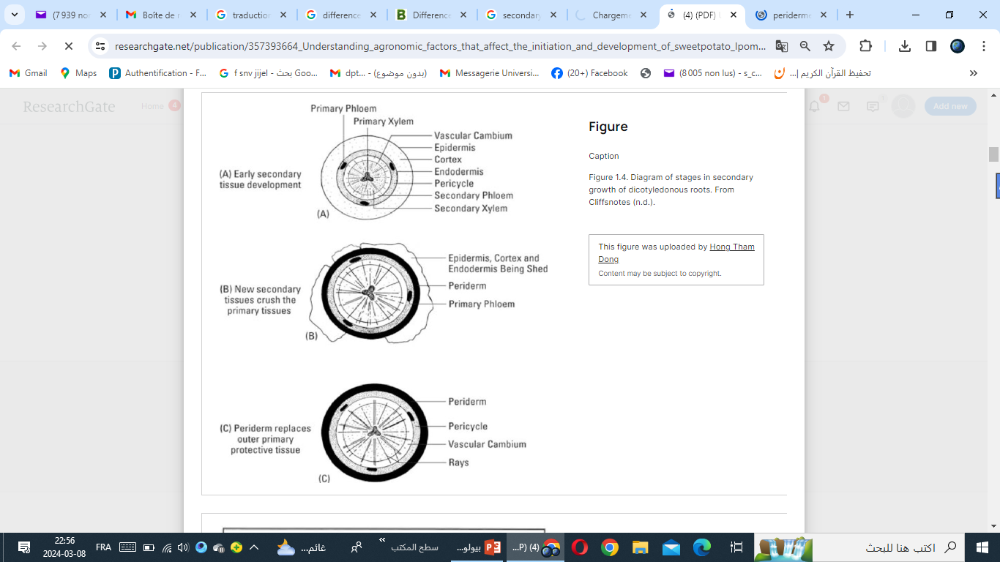 (7 939 non
Boîte de r
traduction
difference
Difference
secondary
Chargeme
(4) (PDF) U
periderme
researchgate.net/publication/357393664_Understanding_agronomic_factors_that_affect_the_initiation_and_development_of_sweetpotato_Ipom...
Gmail
Maps
Authentification - F...
f snv jijel - بحث Goo...
dpt... - (بدون موضوع)
Messagerie Universi...
(20+) Facebook
(8 005 non lus) - s_c...
تحفيظ القرآن الكريم |...
ResearchGate
Home 4
1
1
Add new
Primary Phloem
Primary Xylem
Vascular Cambium
Epidermis
Cortex
Endodermis
Pericycle
Secondary Phloem
Secondary Xylem
(A) Early secondary
tissue development
(A)
Epidermis, Cortex and
Endodermis Being Shed
Periderm
Primary Phloem
(B) New secondary
tissues crush the
primary tissues
(B)
Periderm
Pericycle
Vascular Cambium
Rays
(C) Periderm replaces
outer primary
protective tissue
(C)
Figure
Caption
Figure 1.4. Diagram of stages in secondary
growth of dicotyledonous roots. From
Cliffsnotes (n.d.).
This figure was uploaded by Hong Tham
Dong
Content may be subject to copyright.
22:56
2024-03-08
FRA
غائم...
سطح المكتب
بيولو...
(4) (P...
اكتب هنا للبحث